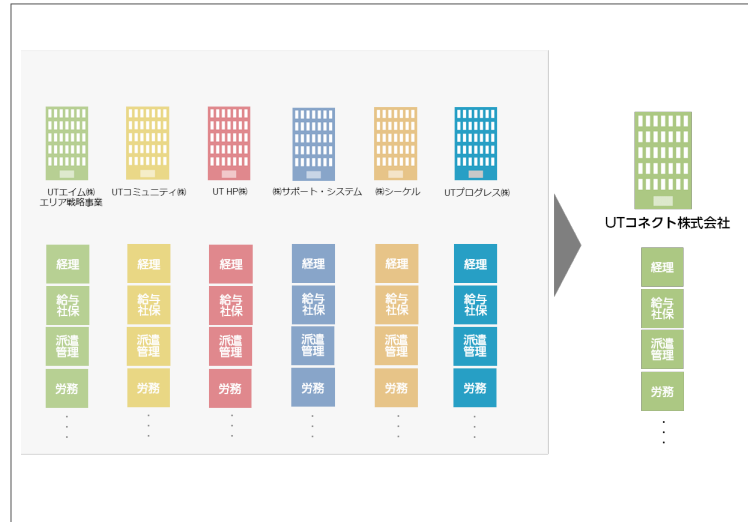 UTエイム㈱
エリア戦略事業
UTコミュニティ㈱
UT HP㈱
㈱サポート・システム
㈱シーケル
UTプログレス㈱
UTコネクト株式会社
経理
給与
社保
派遣
管理
労務
経理
給与
社保
派遣
管理
労務
経理
給与
社保
派遣
管理
労務
経理
給与
社保
派遣
管理
労務
経理
給与
社保
派遣
管理
労務
経理
給与
社保
派遣
管理
労務
経理
給与
社保
派遣
管理
労務